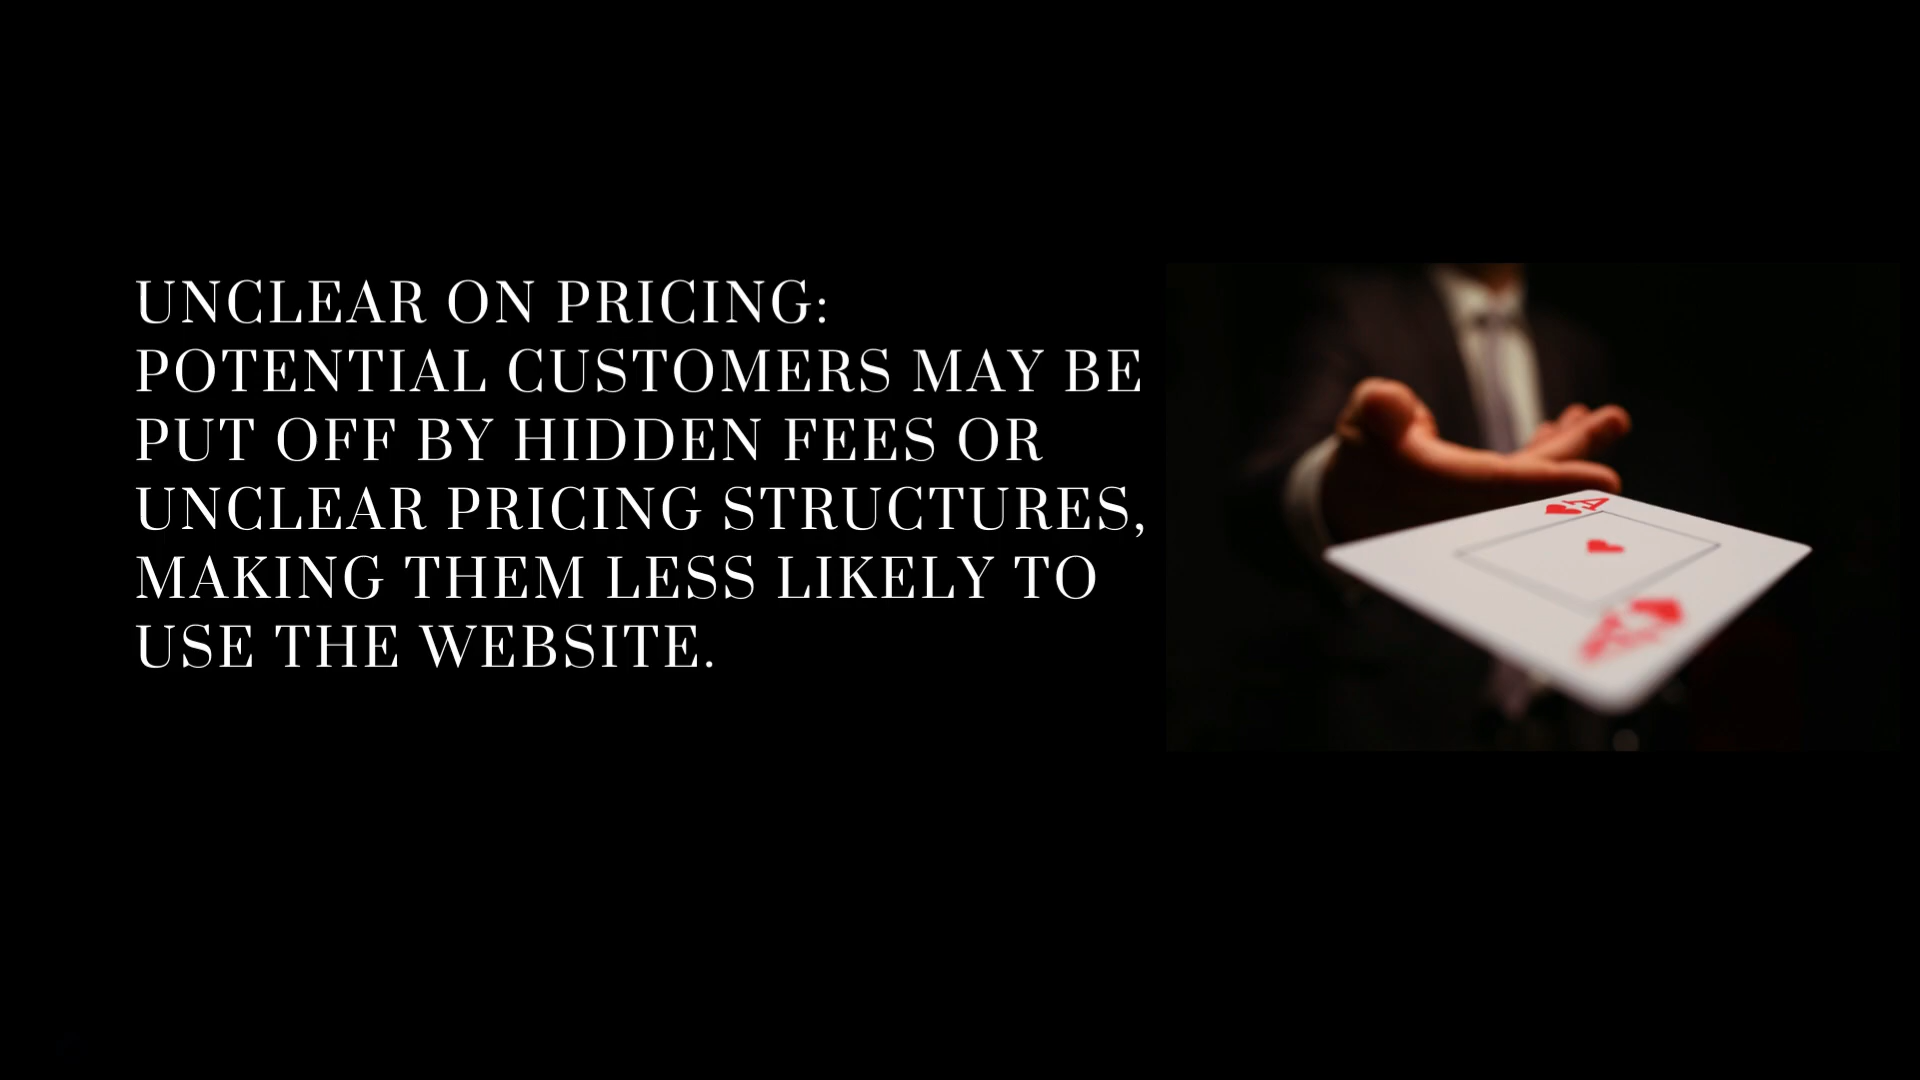 UNCLEAR ON PRICING:
POTENTIAL CUSTOMERS MAY BE
PUT OFF BY HIDDEN FEES OR
UNCLEAR PRICING STRUCTURES,
MAKING THEM LESS LIKELY TO
USE THE WEBSITE.
A